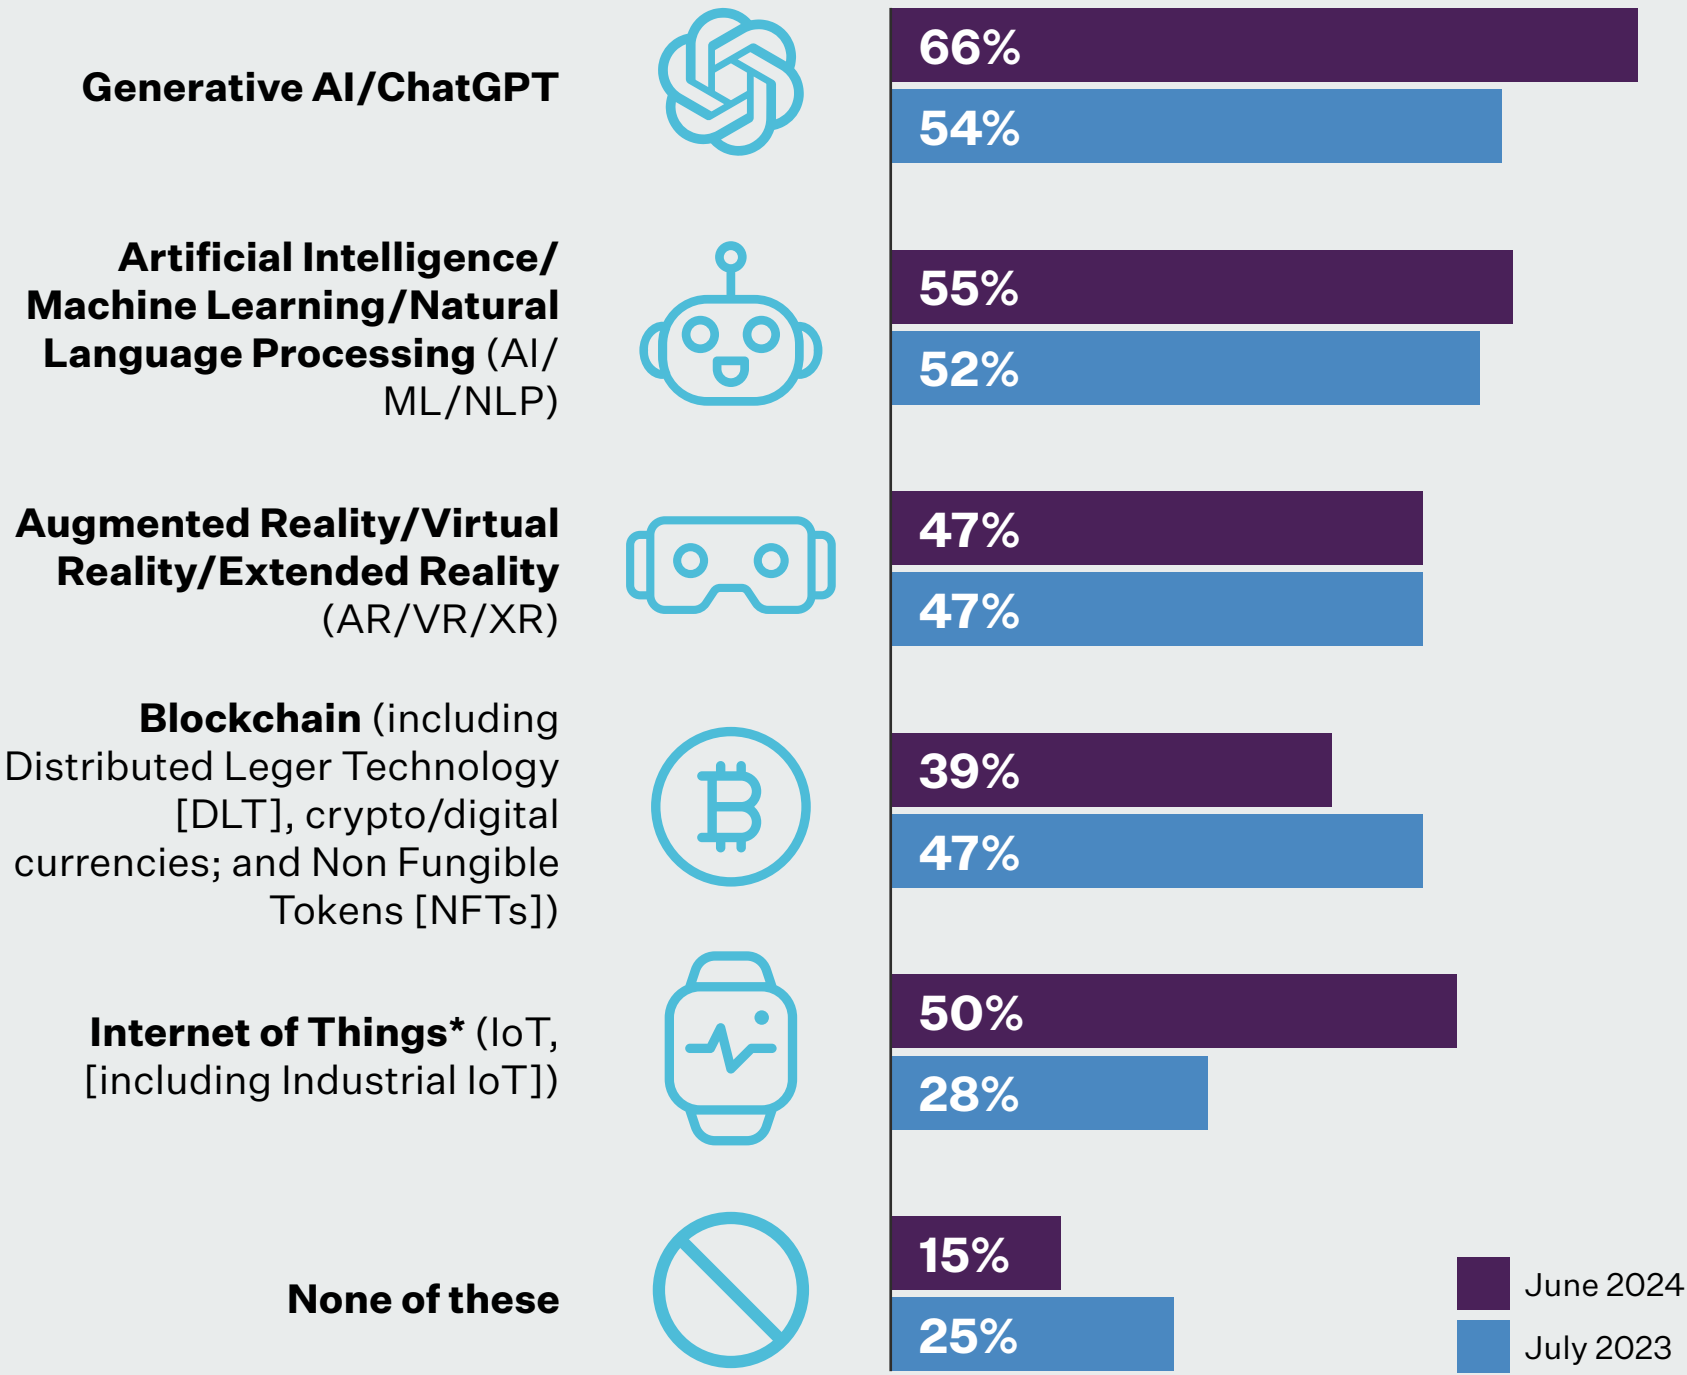 Generative AI/ChatGPT
66%
54%
Artificial Intelligence/
Machine Learning/Natural
Language Processing (AI/
ML/NLP)
55%
52%
Augmented Reality/Virtual
Reality/Extended Reality
(AR/VR/XR)
47%
47%
Blockchain (including
Distributed Leger Technology
[DLT], crypto/digital
currencies; and Non Fungible
Tokens [NFTs])
39%
47%
Internet of Things* (IoT,
[including Industrial IoT])
50%
28%
None of these
15%
25%
June 2024
July 2023